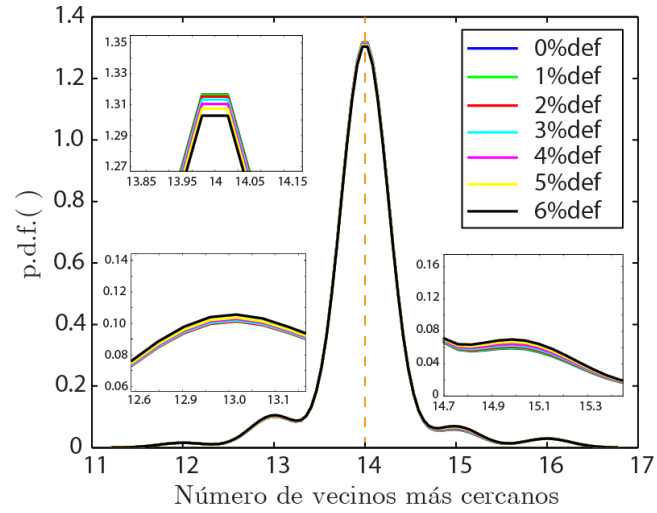 1.4
1.2
1.0
0.8
0.6
0.4
0.2
0
p.d.f.( )
11 12 13 14 15 16 17
Número de vecinos más cercanos
0%def
1%def
2%def
3%def
4%def
5%def
6%def
1.35
1.33
1.31
1.29
1.27
13.85 13.95 14 14.05 14.15
0.14
0.12
0.10
0.08
0.06
12.6 12.9 13.0 13.1
0.16
0.12
0.08
0.04
0
14.7 14.9 15.1 15.3